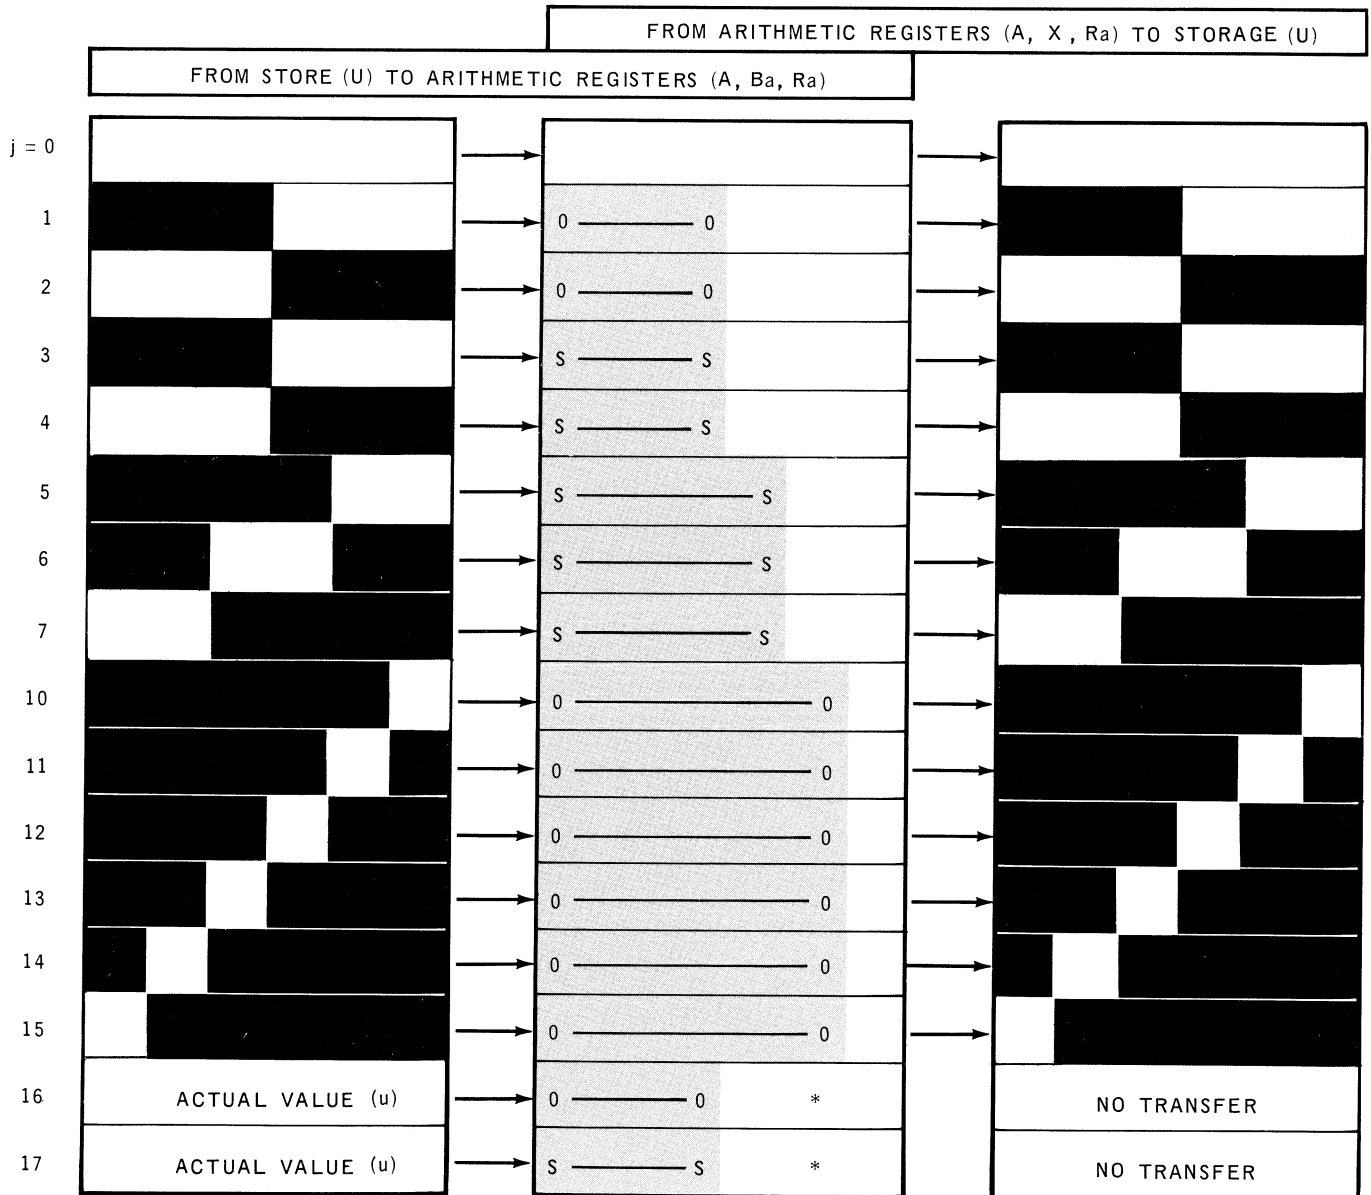 FROM ARITHMETIC REGISTERS (A, X, Ra) TO STORAGE (U)
FROM STORE (U) TO ARITHMETIC REGISTERS (A, Ba, Ra)
j = 0
1 0 0
2 0 0
3 S S
4 S S
5 S S
6 S S
7 S S
10 0 0
11 0 0
12 0 0
13 0 0
14 0 0
15 0 0
16 ACTUAL VALUE (u) 0 0 * NO TRANSFER
17 ACTUAL VALUE (u) S S * NO TRANSFER